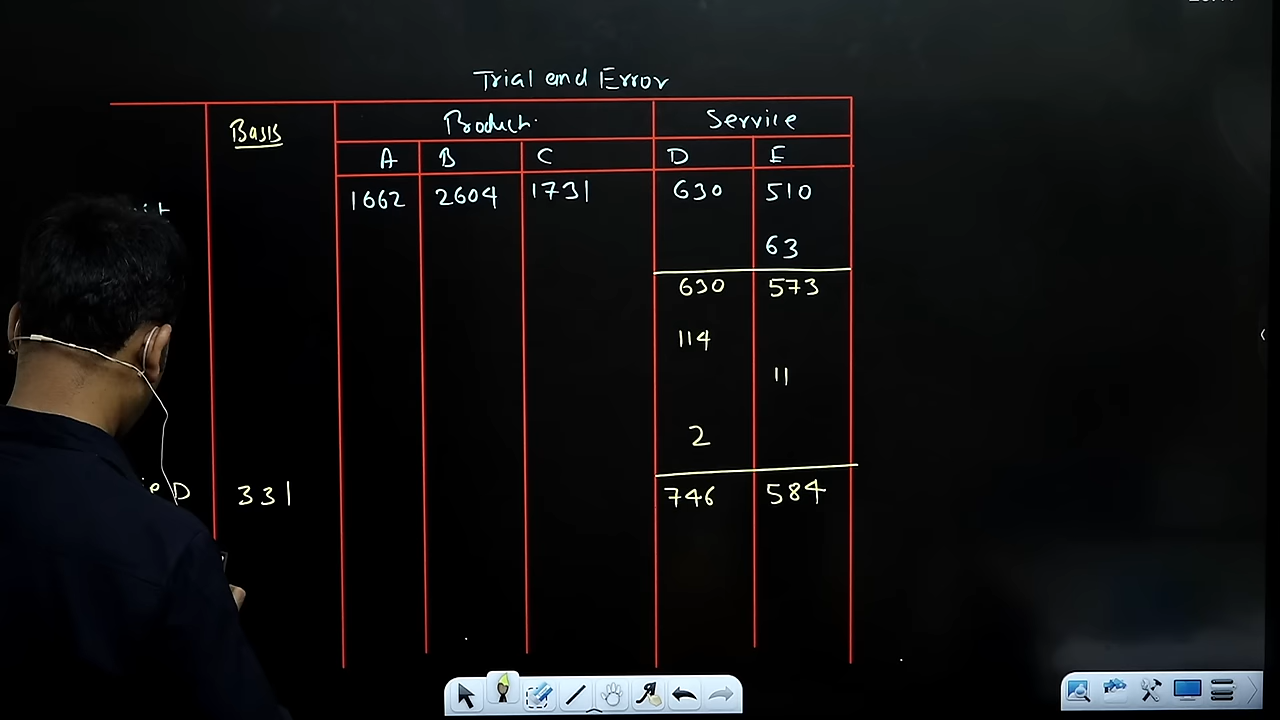 Trial and Error
Basis Product. Service
A B C D E
1662 2604 1731 630 510
63
630 573
114
11
2
D 331 746 584